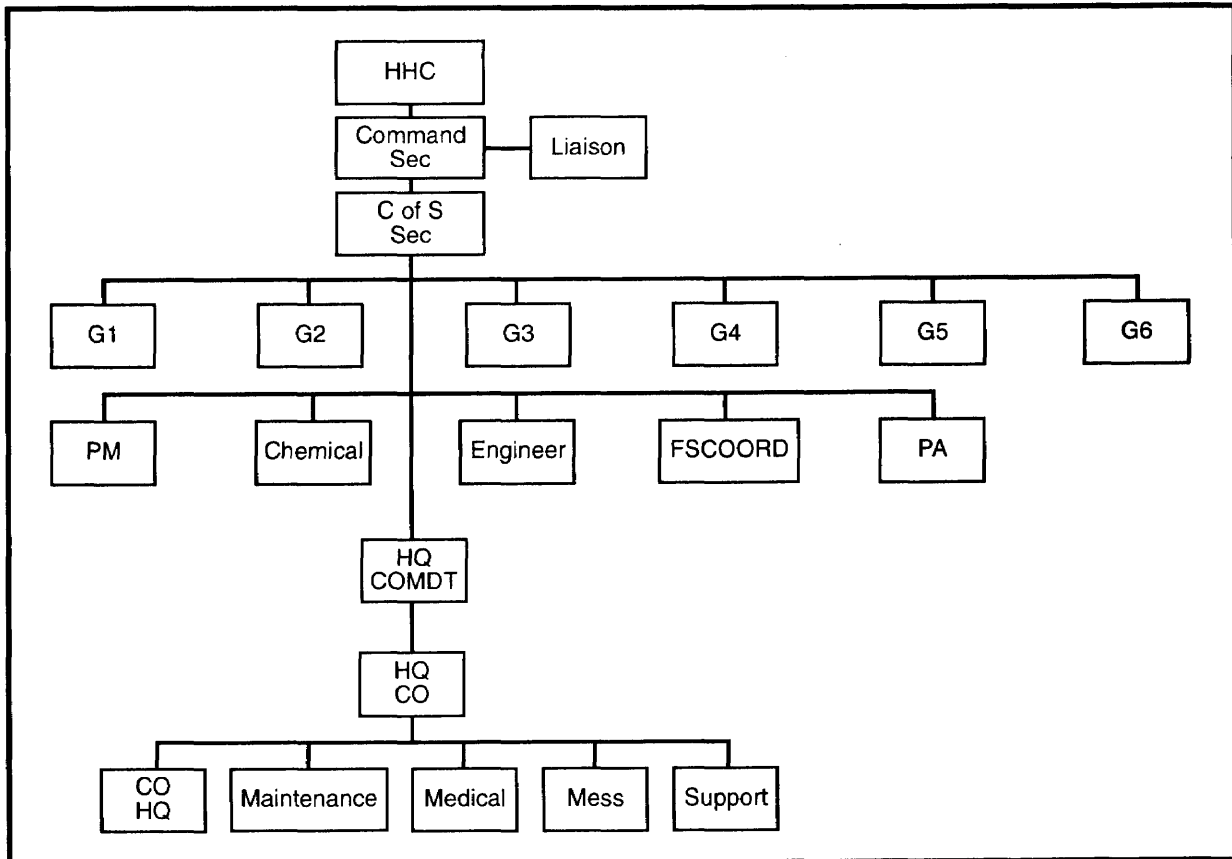 HHC
Command
Sec
Liaison
C of S
Sec
G1
G2
G3
G4
G5
G6
PM
Chemical
Engineer
FSCOORD
PA
HQ
COMDT
HQ
CO
CO
HQ
Maintenance
Medical
Mess
Support